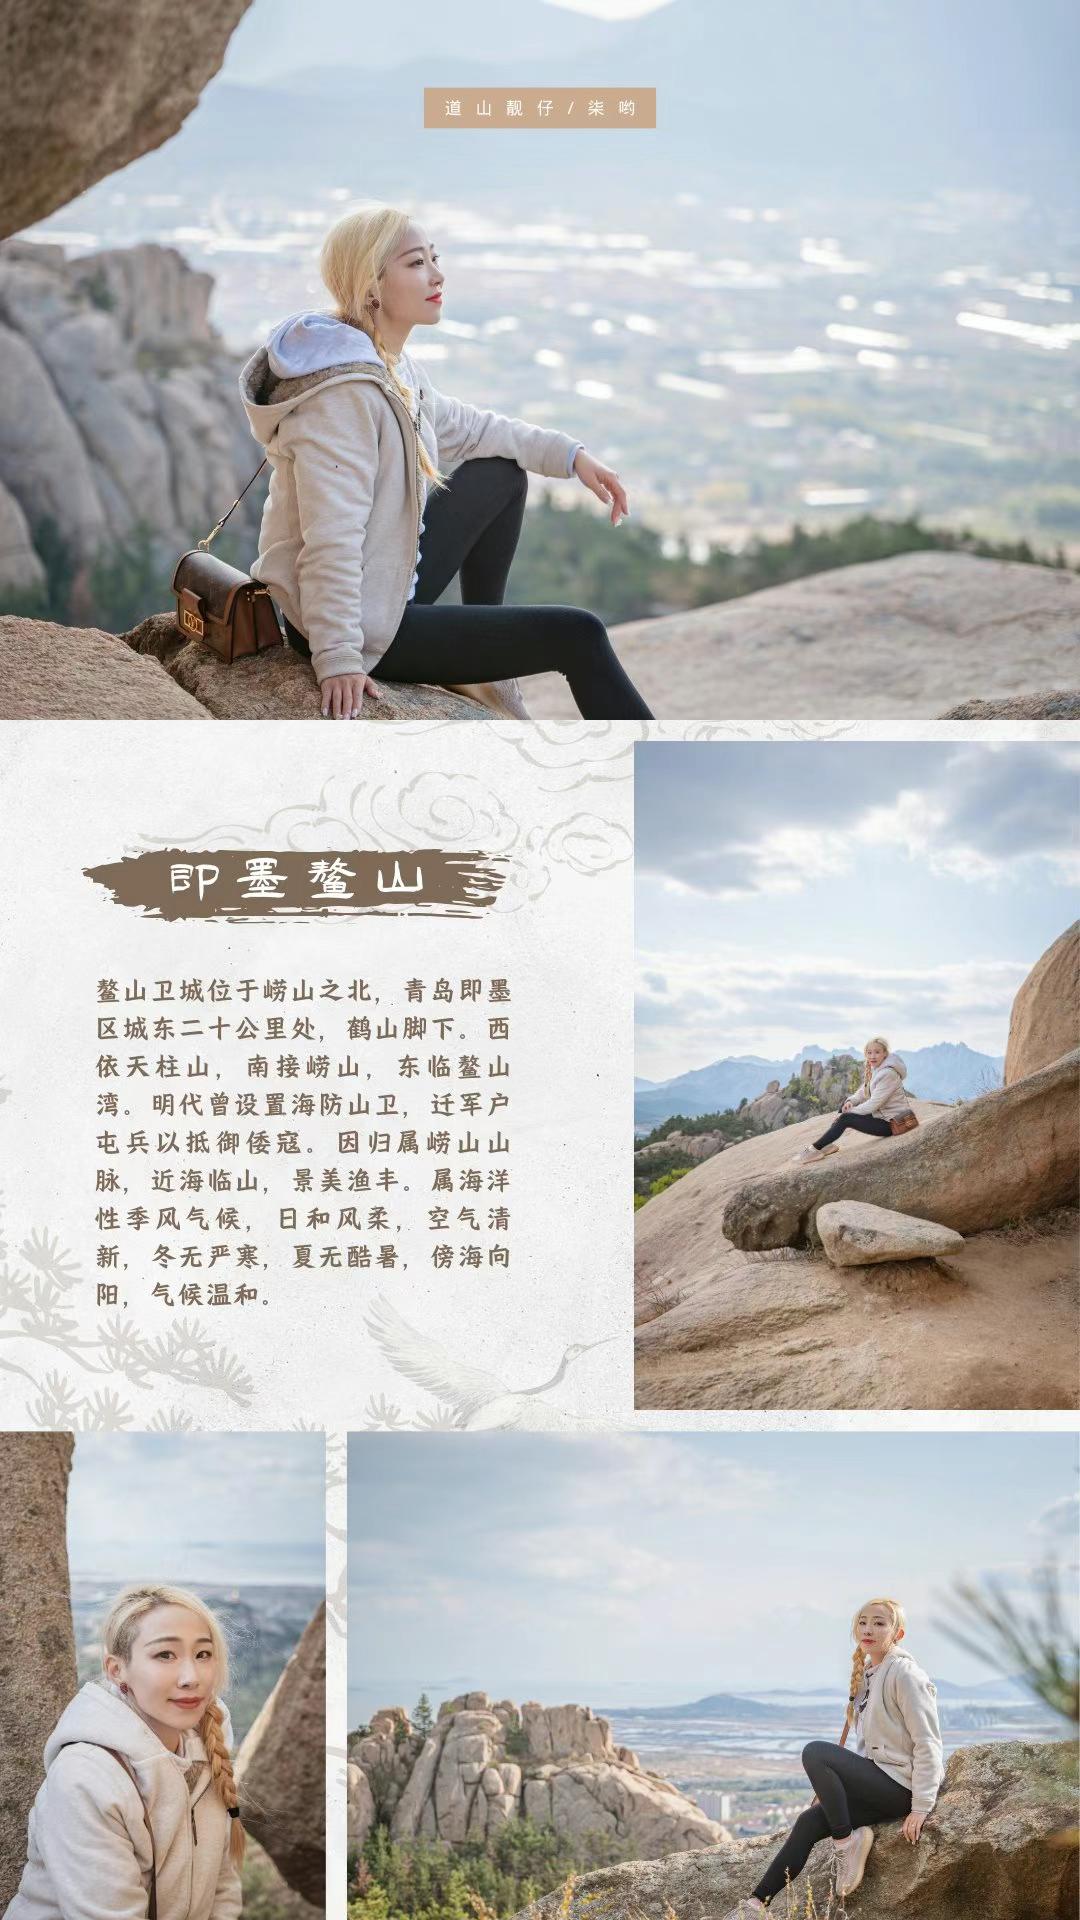 道山靓仔/柒哟
即墨鳌山
鳌山卫城位于崂山之北，青岛即墨
区城东二十公里处，鹤山脚下。西
依天柱山，南接崂山，东临鳌山
湾。明代曾设置海防山卫，迁军户
屯兵以抵御倭寇。因归属崂山山
脉，近海临山，景美渔丰。属海洋
性季风气候，日和风柔，空气清
新，冬无严寒，夏无酷暑，傍海向
阳，气候温和。